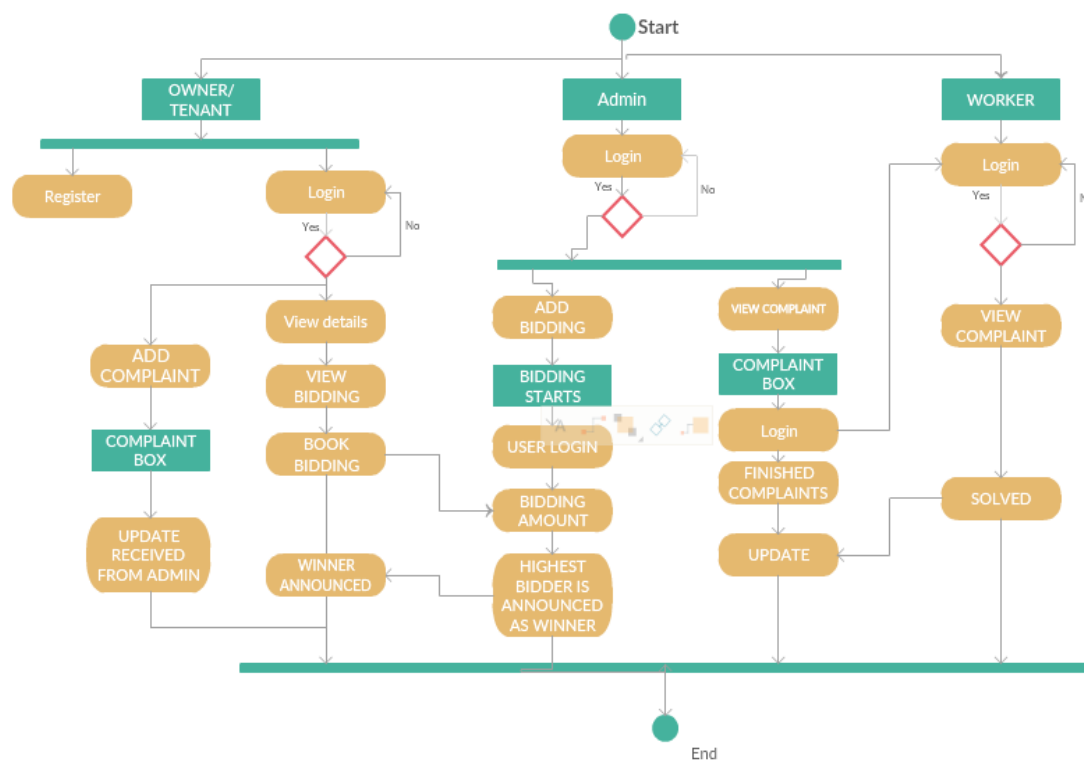 Start
OWNER/
TENANT
Admin
WORKER
Register
Login
Yes
No
Login
Yes
No
Login
Yes
ADD
COMPLAINT
COMPLAINT
BOX
UPDATE
RECEIVED
FROM ADMIN
View details
VIEW
BIDDING
BOOK
BIDDING
WINNER
ANNOUNCED
ADD
BIDDING
BIDDING
STARTS
A
USER LOGIN
BIDDING
AMOUNT
HIGHEST
BIDDER IS
ANNOUNCED
AS WINNER
VIEW COMPLAINT
COMPLAINT
BOX
Login
FINISHED
COMPLAINTS
UPDATE
VIEW
COMPLAINT
SOLVED
End